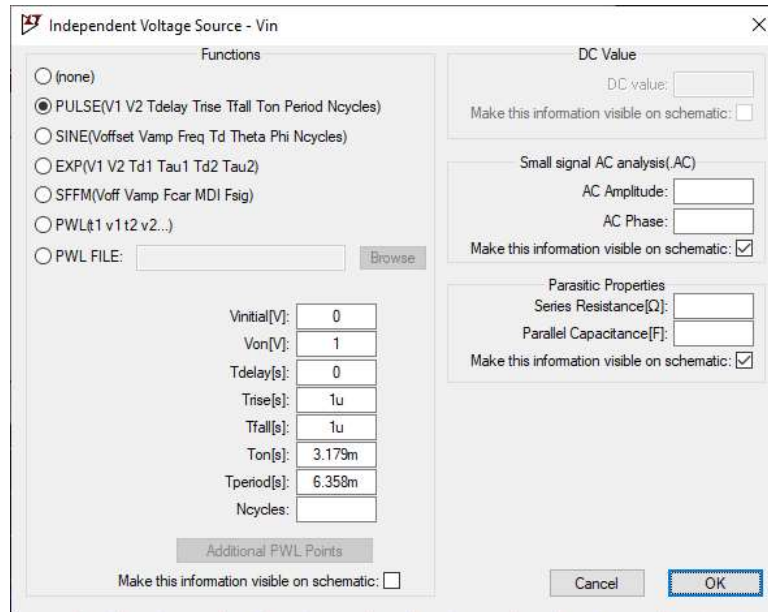 Independent Voltage Source - Vin
Functions
(none)
PULSE(V1 V2 Tdelay Trise Tfall Ton Period Ncycles)
SINE(Voffset Vamp Freq Td Theta Phi Ncycles)
EXP(V1 V2 Td1 Tau1 Td2 Tau2)
SFFM(Voff Vamp Fcar MDI Fsig)
PWL(t1 v1 t2 v2...)
PWL FILE:
Browse
Vinitial[V]: 0
Von[V]: 1
Tdelay[s]: 0
Trise[s]: 1u
Tfall[s]: 1u
Ton[s]: 3.179m
Tperiod[s]: 6.358m
Ncycles:
Additional PWL Points
Make this information visible on schematic:
DC Value
DC value:
Make this information visible on schematic:
Small signal AC analysis(.AC)
AC Amplitude:
AC Phase:
Make this information visible on schematic:
Parasitic Properties
Series Resistance[Ω]:
Parallel Capacitance[F]:
Make this information visible on schematic:
Cancel
OK